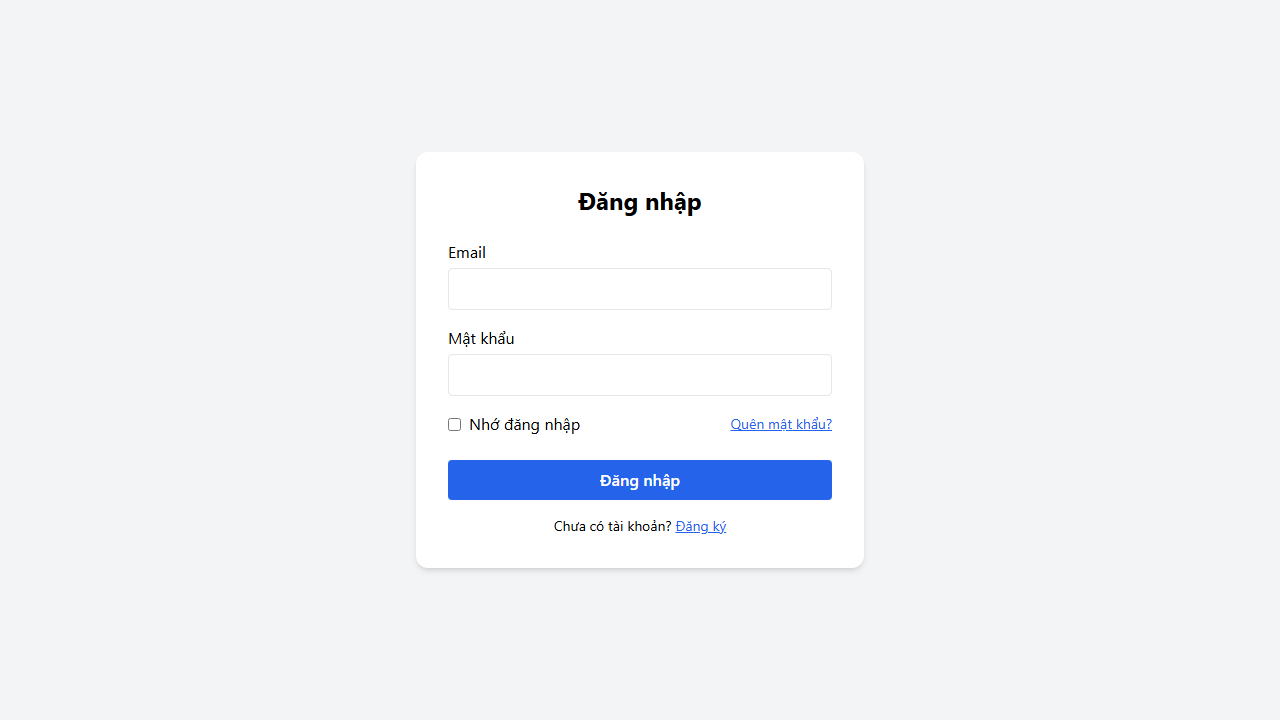 Đăng nhập
Email
Mật khẩu
Nhớ đăng nhập Quên mật khẩu?
Đăng nhập
Chưa có tài khoản? Đăng ký